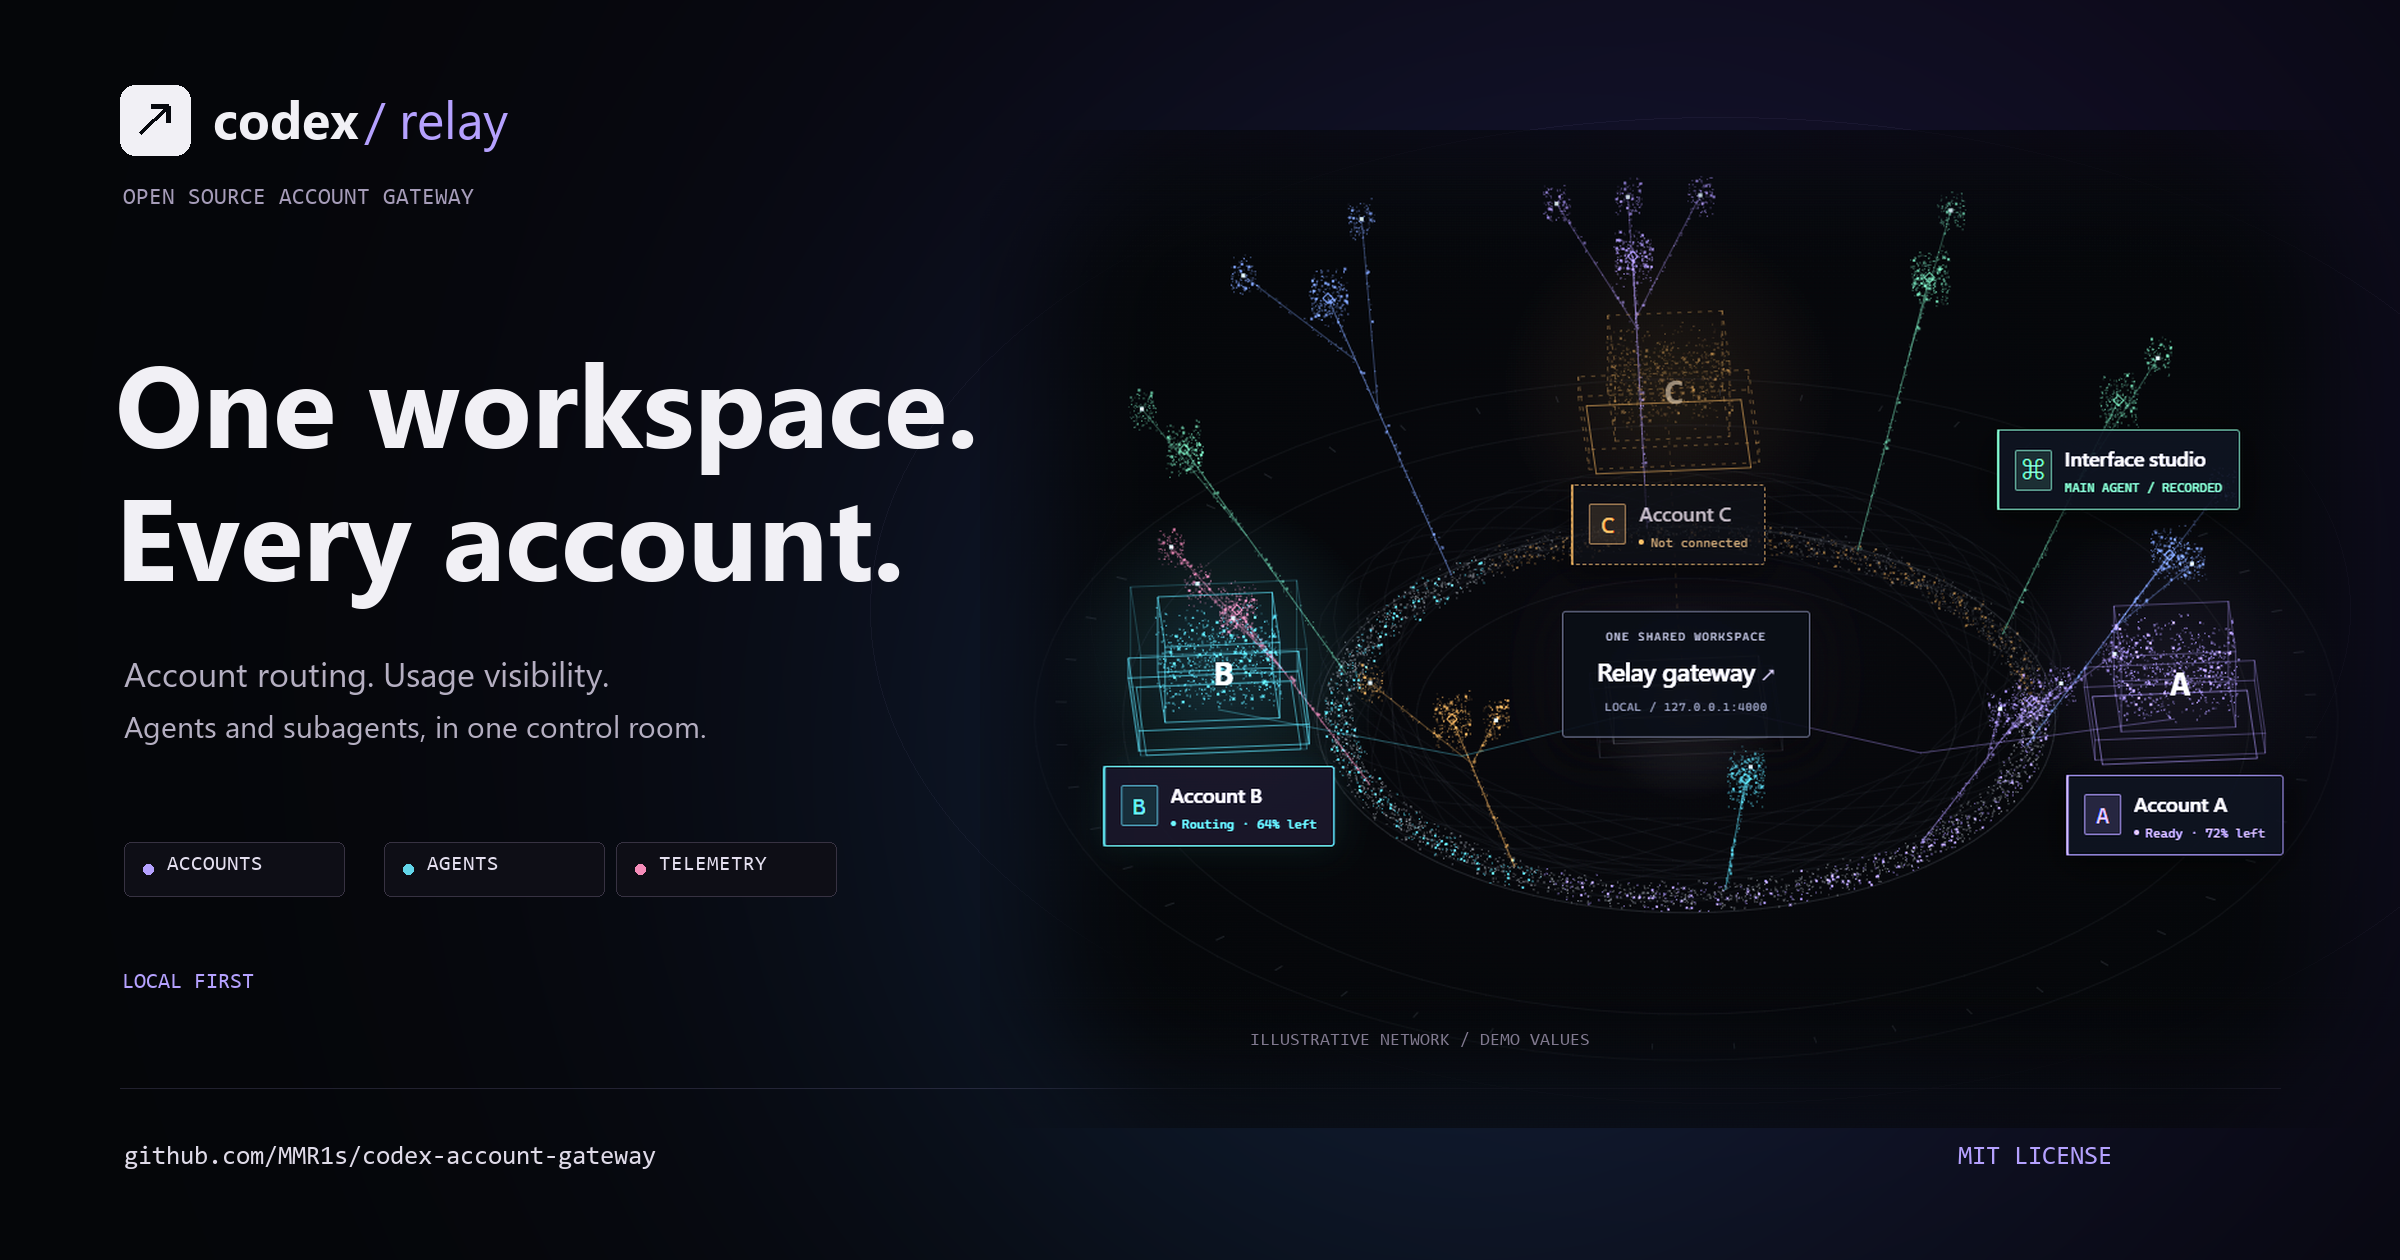 codex/ relay
OPEN SOURCE ACCOUNT GATEWAY
One workspace.
Every account.
Account routing. Usage visibility.
Agents and subagents, in one control room.
ACCOUNTS
AGENTS
TELEMETRY
LOCAL FIRST
C
C
Account C
Not connected
⌘
Interface studio
MAIN AGENT / RECORDED
ONE SHARED WORKSPACE
Relay gateway ↗
LOCAL / 127.0.0.1:4000
B
B
Account B
Routing · 64% left
A
A
Account A
Ready · 72% left
ILLUSTRATIVE NETWORK / DEMO VALUES
github.com/MMR1s/codex-account-gateway
MIT LICENSE